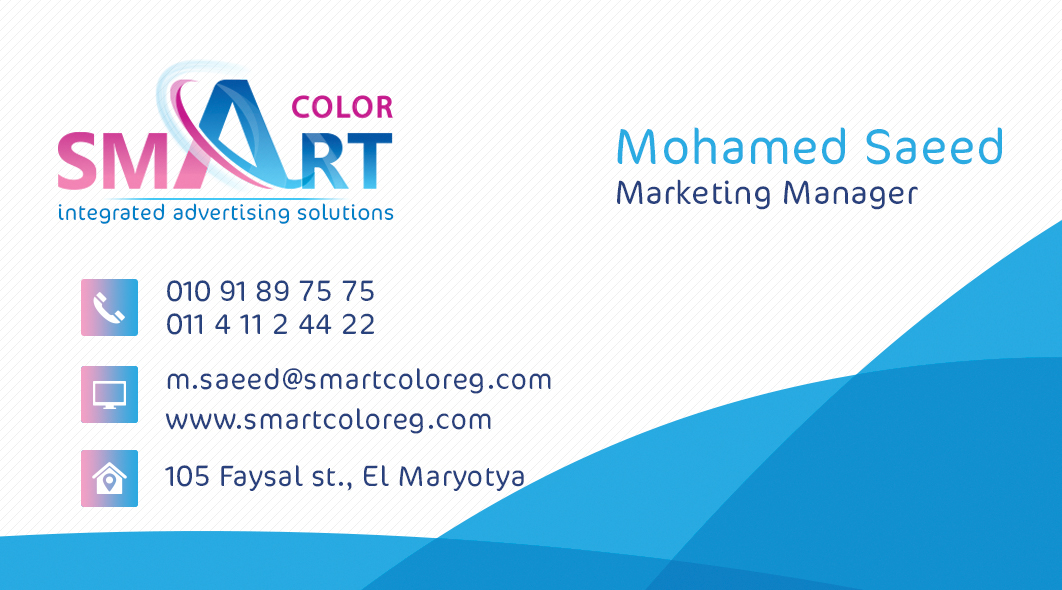 SMART COLOR
integrated advertising solutions
Mohamed Saeed
Marketing Manager
010 91 89 75 75
011 4 11 2 44 22
m.saeed@smartcoloreg.com
www.smartcoloreg.com
105 Faysal st., El Maryotya